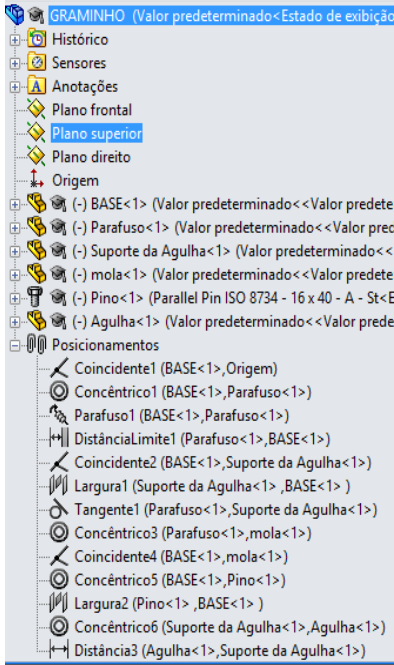 GRAMINHO (Valor predeterminado<Estado de exibição
Histórico
Sensores
Anotações
Plano frontal
Plano superior
Plano direito
Origem
(-) BASE<1> (Valor predeterminado<<Valor predete
(-) Parafuso<1> (Valor predeterminado<<Valor pred
(-) Suporte da Agulha<1> (Valor predeterminado<<
(-) mola<1> (Valor predeterminado<<Valor predete
(-) Pino<1> (Parallel Pin ISO 8734 - 16 x 40 - A - St<E
(-) Agulha<1> (Valor predeterminado<<Valor prede
Posicionamentos
Coincidente1 (BASE<1>,Origem)
Concêntrico1 (BASE<1>,Parafuso<1>)
Parafuso1 (BASE<1>,Parafuso<1>)
DistânciaLimite1 (Parafuso<1>,BASE<1>)
Coincidente2 (BASE<1>,Suporte da Agulha<1>)
Largura1 (Suporte da Agulha<1> ,BASE<1> )
Tangente1 (Parafuso<1>,Suporte da Agulha<1>)
Concêntrico3 (Parafuso<1>,mola<1>)
Coincidente4 (BASE<1>,mola<1>)
Concêntrico5 (BASE<1>,Pino<1>)
Largura2 (Pino<1> ,BASE<1> )
Concêntrico6 (Suporte da Agulha<1>,Agulha<1>)
Distância3 (Agulha<1>,Suporte da Agulha<1>)